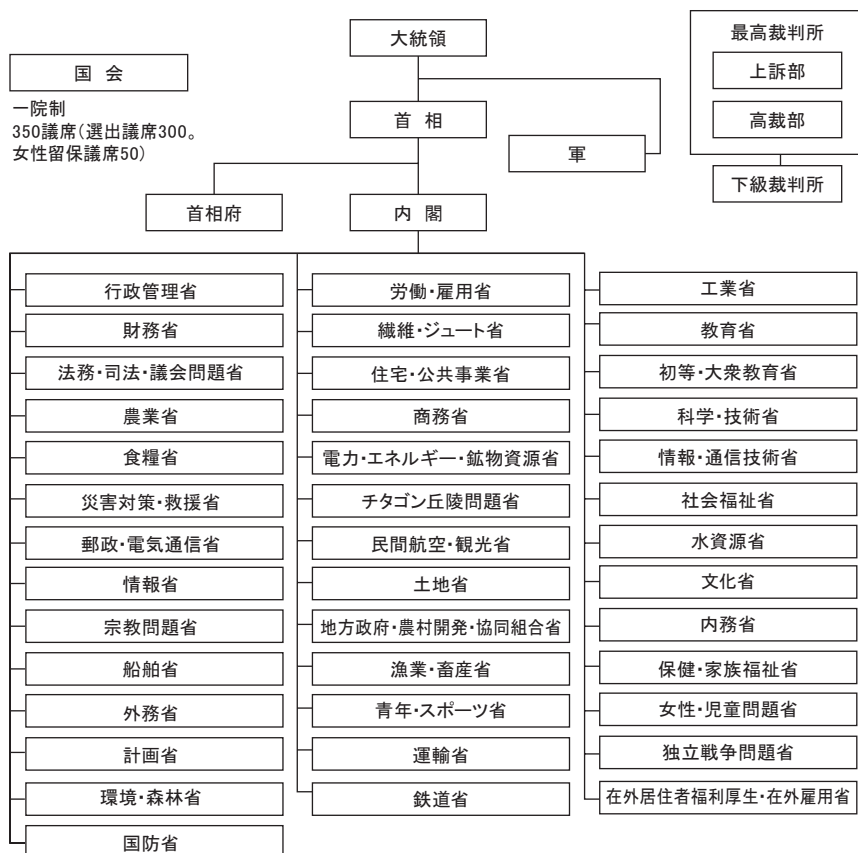 大統領
国 会
一院制
350議席(選出議席300。
女性留保議席50)
首 相
軍
最高裁判所
上訴部
高裁部
下級裁判所
首相府
内 閣
行政管理省
財務省
法務・司法・議会問題省
農業省
食糧省
災害対策・救援省
郵政・電気通信省
情報省
宗教問題省
船舶省
外務省
計画省
環境・森林省
国防省
労働・雇用省
繊維・ジュート省
住宅・公共事業省
商務省
電力・エネルギー・鉱物資源省
チタゴン丘陵問題省
民間航空・観光省
土地省
地方政府・農村開発・協同組合省
漁業・畜産省
青年・スポーツ省
運輸省
鉄道省
工業省
教育省
初等・大衆教育省
科学・技術省
情報・通信技術省
社会福祉省
水資源省
文化省
内務省
保健・家族福祉省
女性・児童問題省
独立戦争問題省
在外居住者福利厚生・在外雇用省